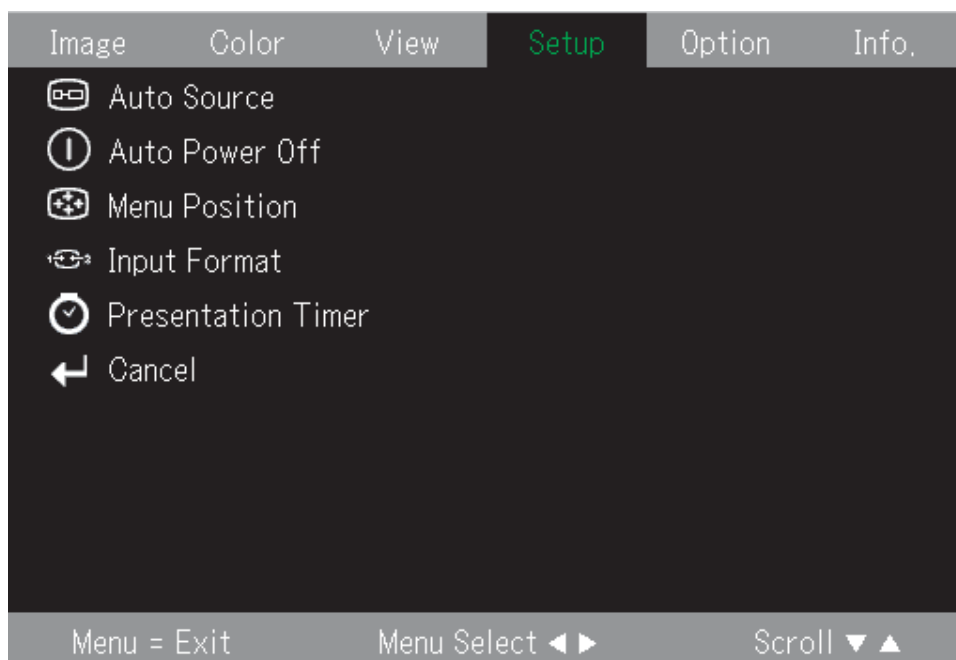 Image Color View Setup Option Info.
Auto Source
Auto Power Off
Menu Position
Input Format
Presentation Timer
Cancel
Menu = Exit Menu Select ◀ ▶ Scroll ▼ ▲